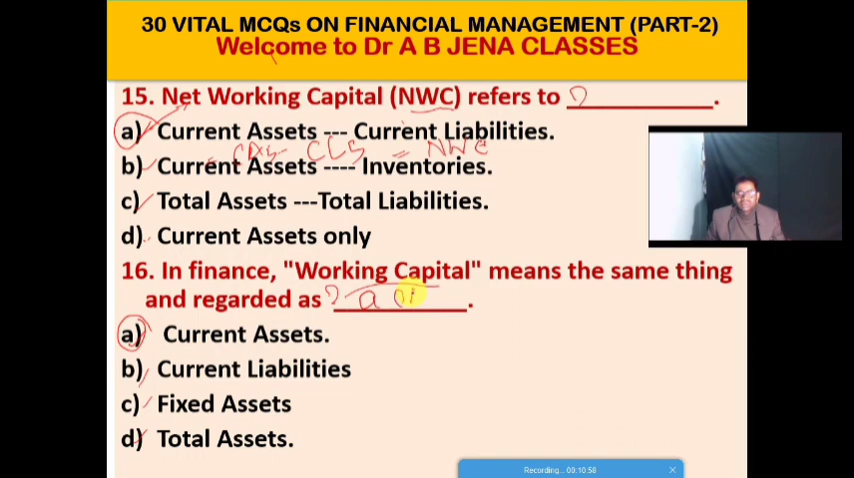 30 VITAL MCQs ON FINANCIAL MANAGEMENT (PART-2)
Welcome to Dr A B JENA CLASSES
15. Net Working Capital (NWC) refers to ? ____________.
a) Current Assets --- Current Liabilities.
CAs - CLS = NWC
b) Current Assets ---- Inventories.
c) Total Assets ---Total Liabilities.
d) Current Assets only
16. In finance, "Working Capital" means the same thing
and regarded as ? ____________.
a) Current Assets.
b) Current Liabilities
c) Fixed Assets
d) Total Assets.
Recording... 00:10:58